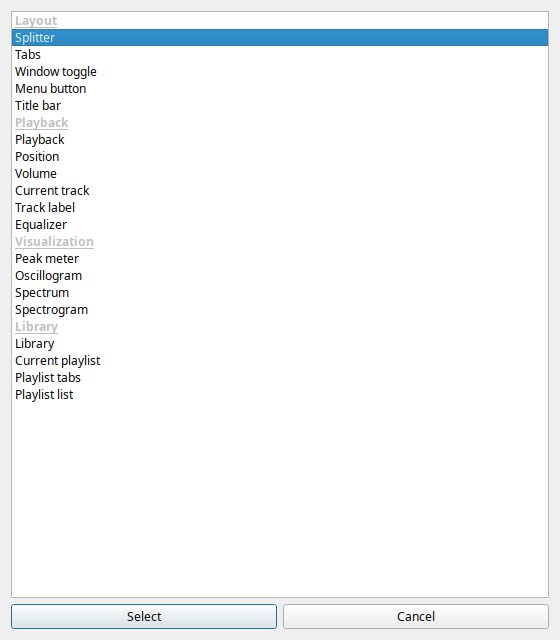 Layout
Splitter
Tabs
Window toggle
Menu button
Title bar
Playback
Playback
Position
Volume
Current track
Track label
Equalizer
Visualization
Peak meter
Oscillogram
Spectrum
Spectrogram
Library
Library
Current playlist
Playlist tabs
Playlist list
Select Cancel